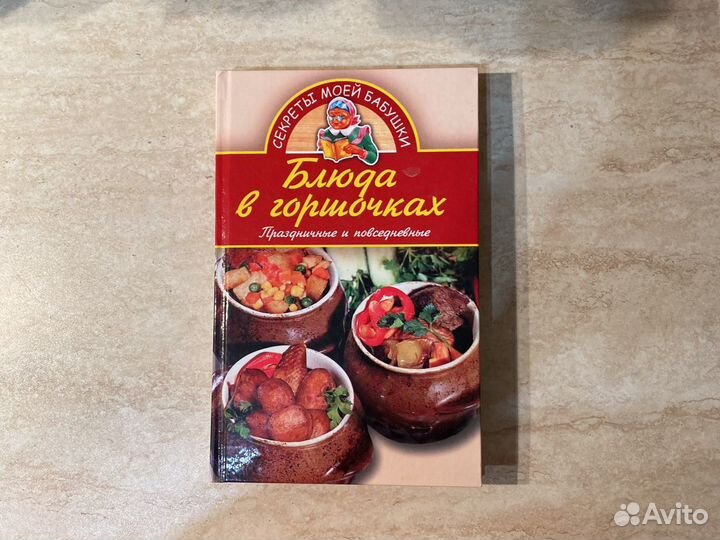 СЕКРЕТЫ МОЕЙ БАБУШКИ
Блюда
в горшочках
Праздничные и повседневные
Avito